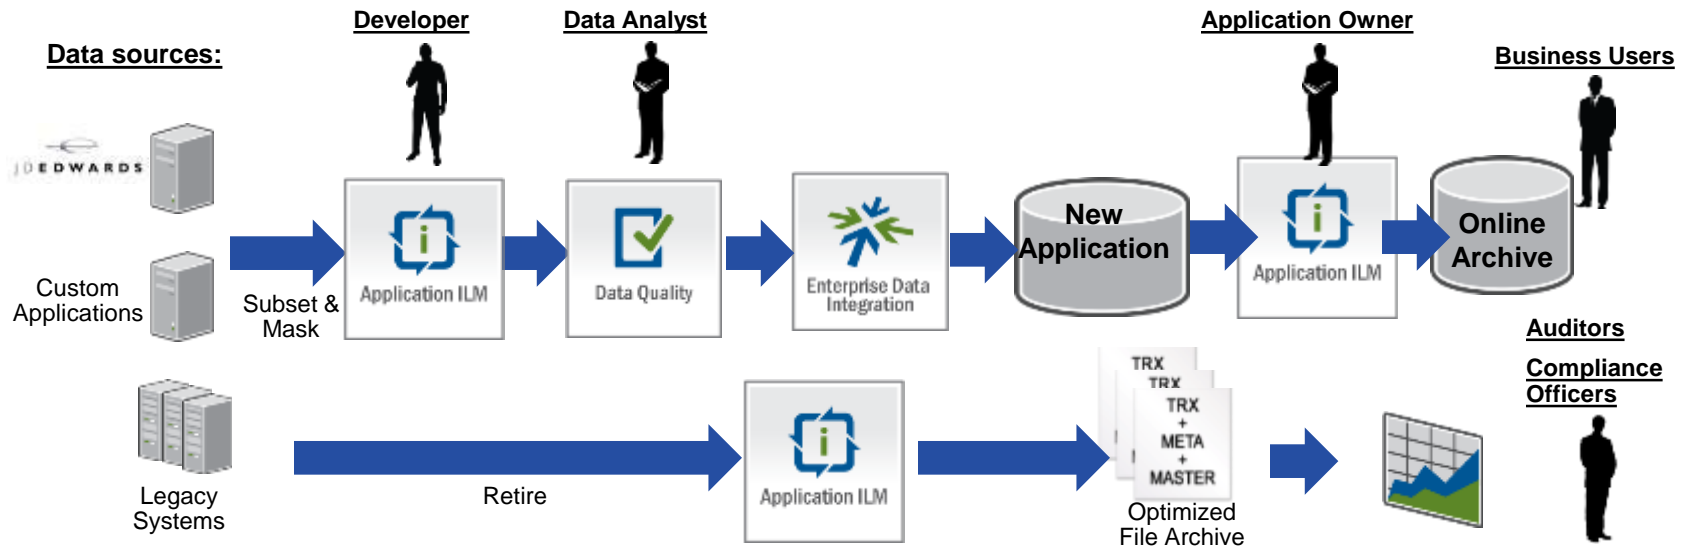 Data sources:
Developer
Data Analyst
Application Owner
Business Users
JDEDWARDS
Custom
Applications
Subset &
Mask
Application ILM
Data Quality
Enterprise Data
Integration
New
Application
Application ILM
Online
Archive
Auditors
Compliance
Officers
Legacy
Systems
Retire
Application ILM
TRX
TRX
TRX
+
META
+
MASTER
Optimized
File Archive